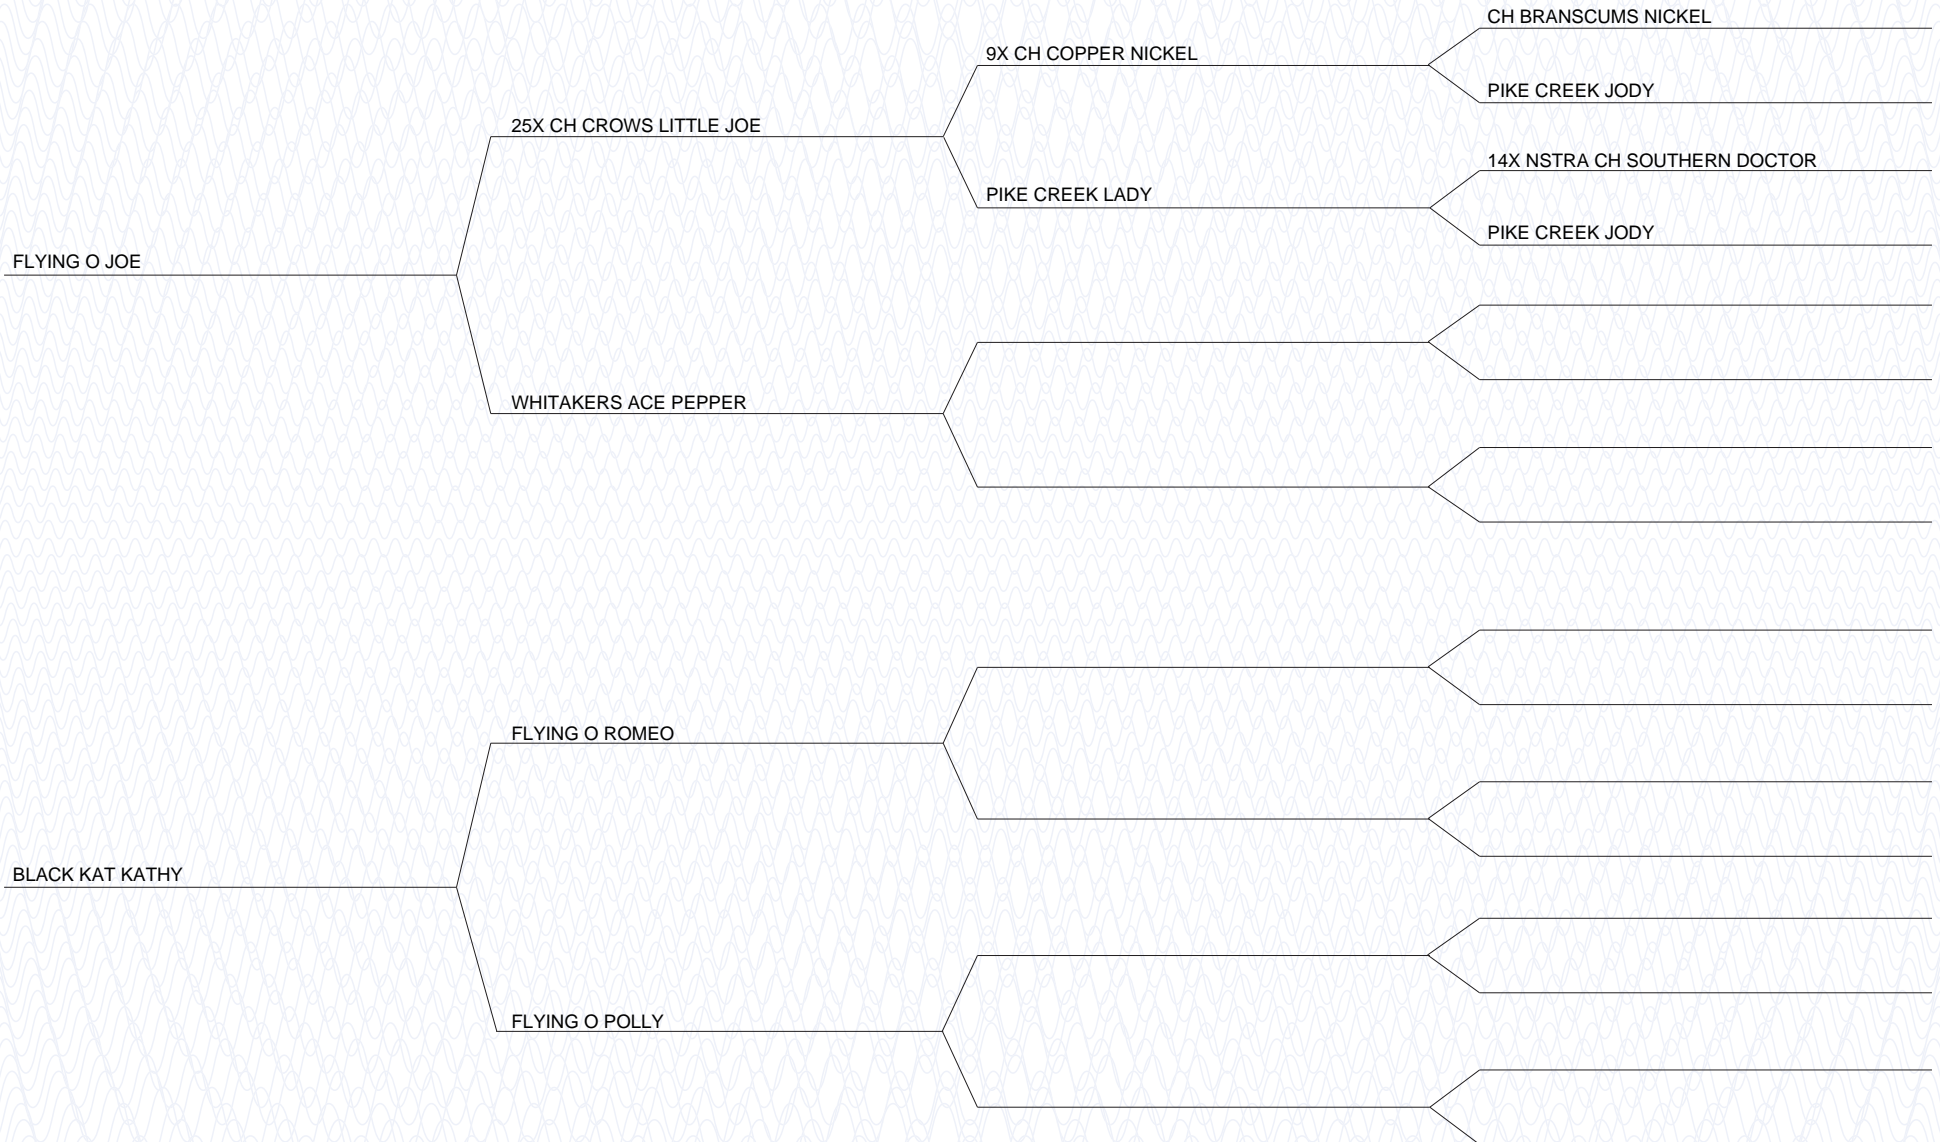 CH BRANSCUMS NICKEL
9X CH COPPER NICKEL
PIKE CREEK JODY
25X CH CROWS LITTLE JOE
14X NSTRA CH SOUTHERN DOCTOR
PIKE CREEK LADY
PIKE CREEK JODY
FLYING O JOE
WHITAKERS ACE PEPPER
FLYING O ROMEO
BLACK KAT KATHY
FLYING O POLLY